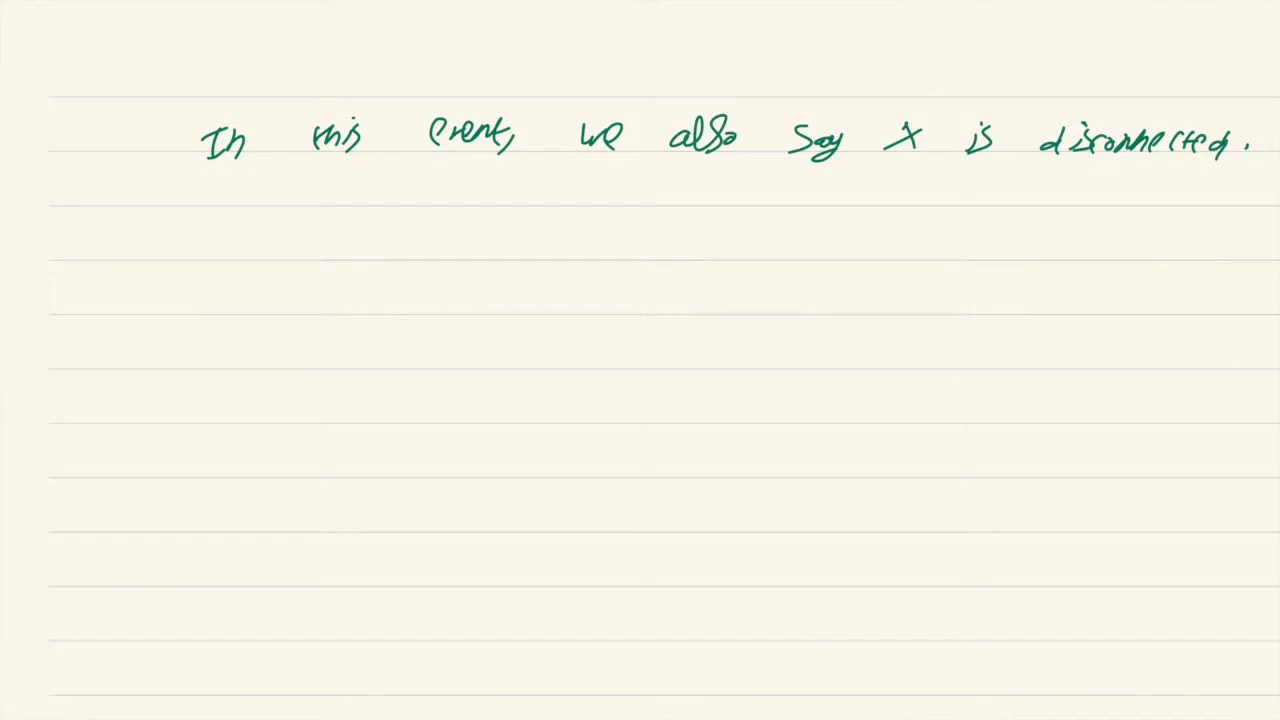 In this event, we also say X is disconnected.